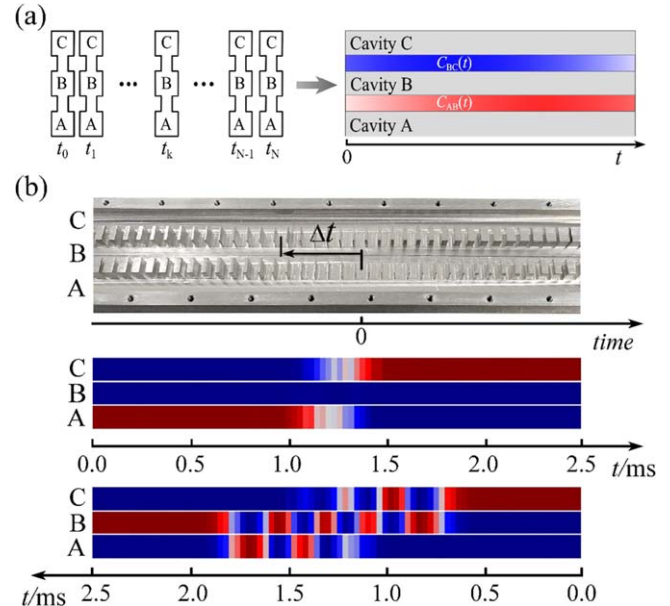 (a)
C C C C C
B B ... B ... B B
A A A A A
t0 t1 tk tN-1 tN
Cavity C
CBC(t)
Cavity B
CAB(t)
Cavity A
0 t
(b)
C
B
A
Δt
0 time
C
B
A
0.0 0.5 1.0 1.5 2.0 2.5 t/ms
C
B
A
t/ms 2.5 2.0 1.5 1.0 0.5 0.0